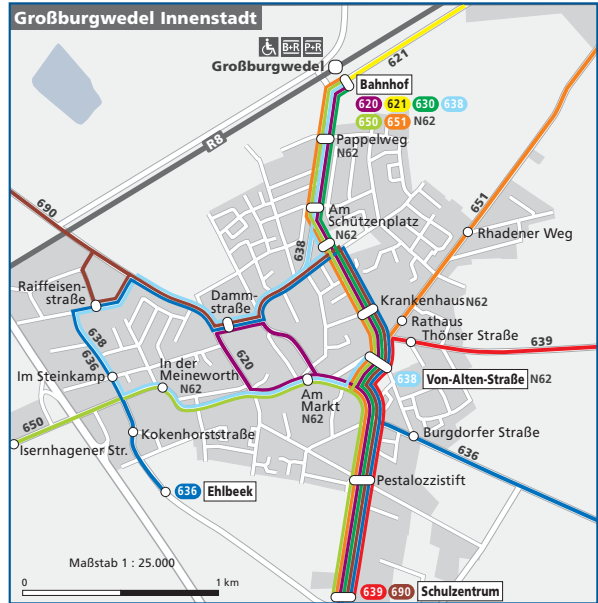 Großburgwedel Innenstadt
B+R P+R
Großburgwedel
621
Bahnhof
620 621 630 638
650 651 N62
Pappelweg
N62
R8
690
Am
Schützenplatz
N62
638
651
Rhadener Weg
Raiffeisen-
straße
Damm-
straße
Krankenhaus N62
Rathaus
Thönser Straße
639
638
636
620
Im Steinkamp
In der
Meineworth
N62
638 Von-Alten-Straße N62
Am
Markt
N62
650
Isernhagener Str.
Kokenhorststraße
Burgdorfer Straße
636
Pestalozzistift
636 Ehlbeek
Maßstab 1 : 25.000
0 1 km
639 690 Schulzentrum